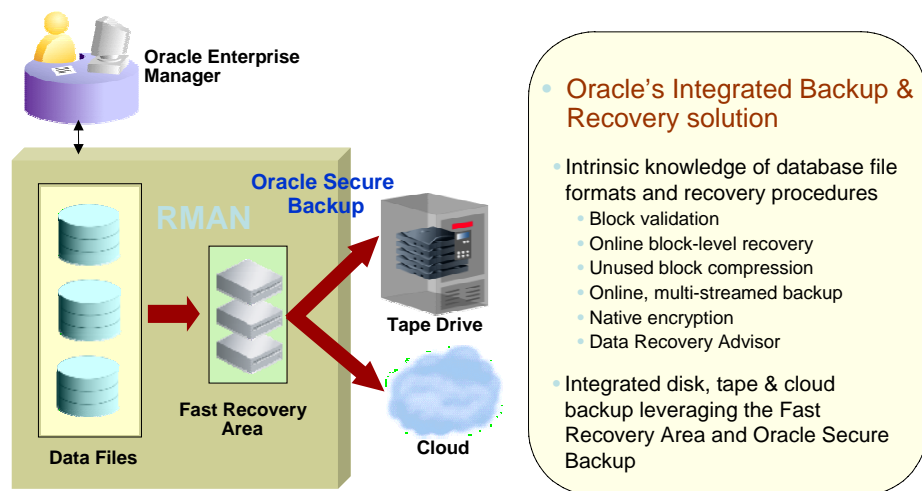 Oracle Enterprise
Manager
Oracle Secure
Backup
RMAN
Tape Drive
Fast Recovery
Area
Cloud
Data Files
• Oracle's Integrated Backup &
Recovery solution
• Intrinsic knowledge of database file
formats and recovery procedures
• Block validation
• Online block-level recovery
• Unused block compression
• Online, multi-streamed backup
• Native encryption
• Data Recovery Advisor
• Integrated disk, tape & cloud
backup leveraging the Fast
Recovery Area and Oracle Secure
Backup